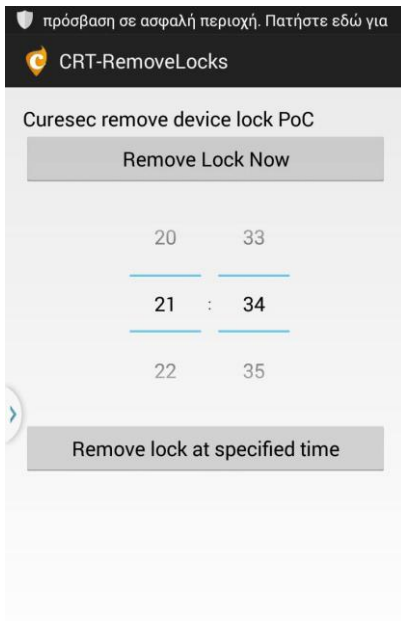 πρόσβαση σε ασφαλή περιοχή. Πατήστε εδώ για
CRT-RemoveLocks
Curesec remove device lock PoC
Remove Lock Now
20 33
21 : 34
22 35
Remove lock at specified time